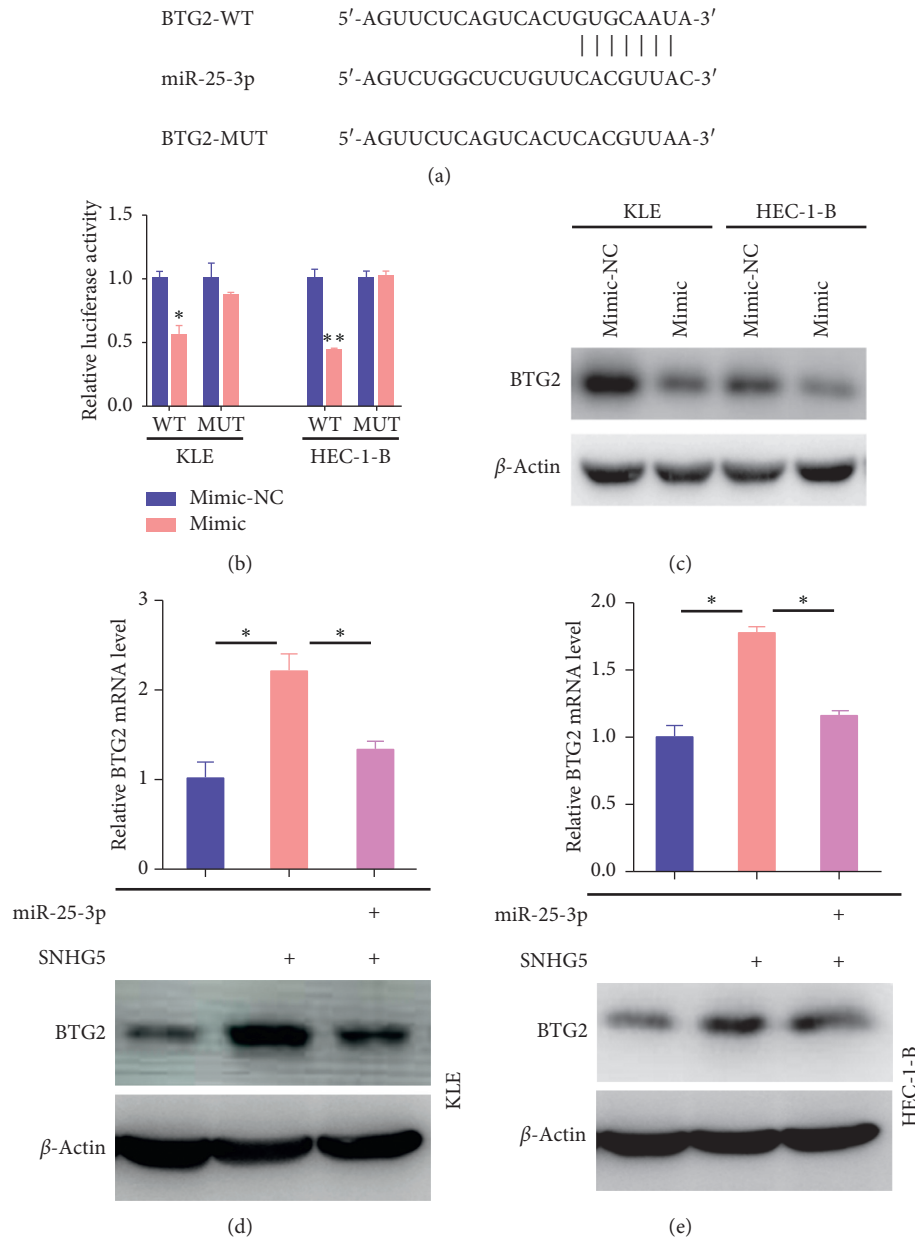 BTG2-WT 5′-AGUUCUCAGUCACUGUGCAAUA-3′
miR-25-3p 5′-AGUCUGGCUCUGUUCACGUUAC-3′
BTG2-MUT 5′-AGUUCUCAGUCACUCACGUUAA-3′
(a)
Relative luciferase activity
1.5
1.0
0.5
0.0
* **
WT MUT WT MUT
KLE HEC-1-B
Mimic-NC
Mimic
(b)
KLE HEC-1-B
Mimic-NC Mimic Mimic-NC Mimic
BTG2
β-Actin
(c)
Relative BTG2 mRNA level
3
2
1
0
* *
miR-25-3p +
SNHG5 + +
BTG2
β-Actin
KLE
(d)
Relative BTG2 mRNA level
2.0
1.5
1.0
0.5
0.0
* *
miR-25-3p +
SNHG5 + +
BTG2
β-Actin
HEC-1-B
(e)